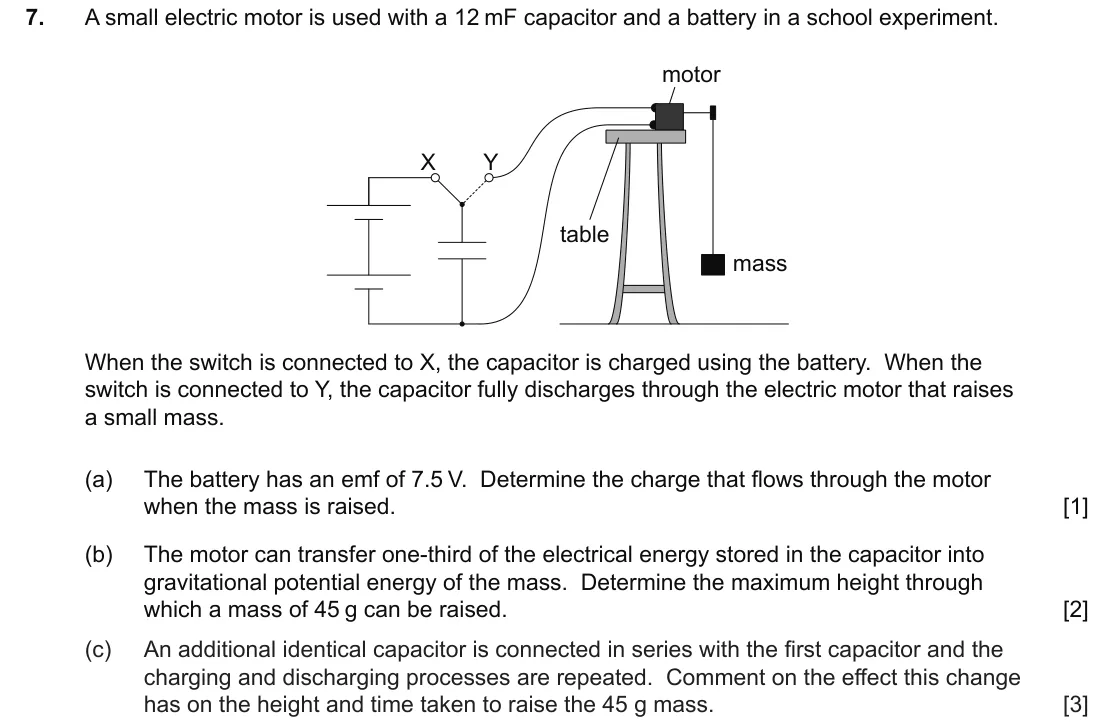 7. A small electric motor is used with a 12 mF capacitor and a battery in a school experiment.
motor
X Y
table
mass
When the switch is connected to X, the capacitor is charged using the battery. When the
switch is connected to Y, the capacitor fully discharges through the electric motor that raises
a small mass.
(a) The battery has an emf of 7.5 V. Determine the charge that flows through the motor
when the mass is raised. [1]
(b) The motor can transfer one-third of the electrical energy stored in the capacitor into
gravitational potential energy of the mass. Determine the maximum height through
which a mass of 45 g can be raised. [2]
(c) An additional identical capacitor is connected in series with the first capacitor and the
charging and discharging processes are repeated. Comment on the effect this change
has on the height and time taken to raise the 45 g mass. [3]